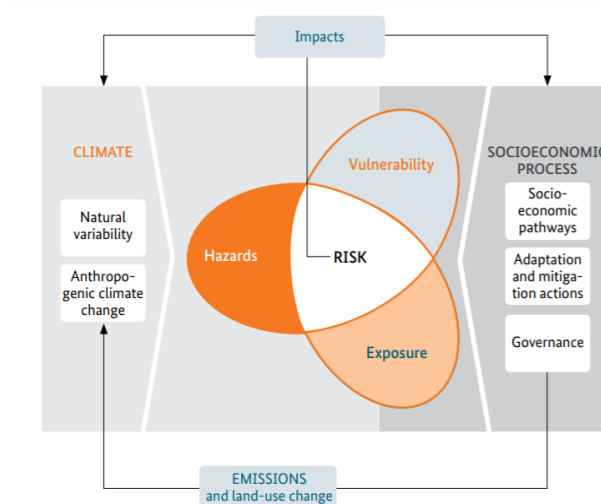 Impacts
CLIMATE
Natural
variability
Anthropo-
genic climate
change
Hazards
Vulnerability
RISK
Exposure
SOCIOECONOMIC
PROCESS
Socio-
economic
pathways
Adaptation
and mitiga-
tion actions
Governance
EMISSIONS
and land-use change